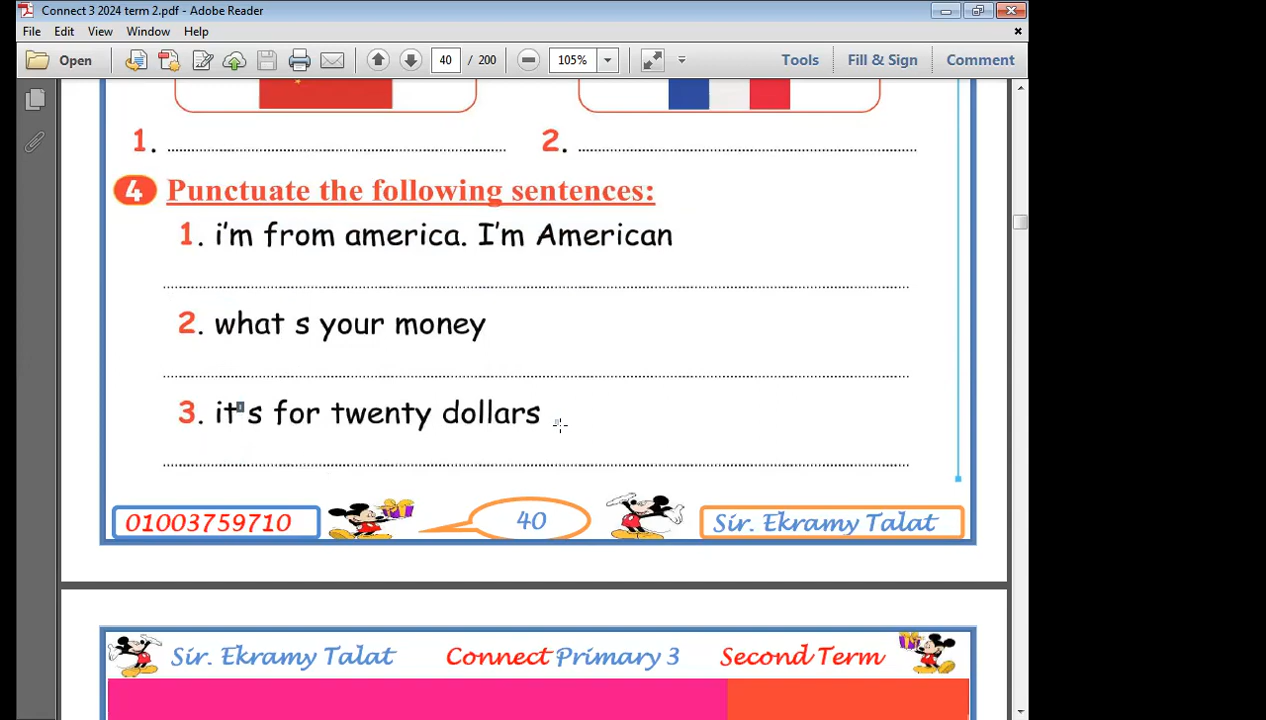 Connect 3 2024 term 2.pdf - Adobe Reader
File Edit View Window Help
Open 40 / 200 105% Tools Fill & Sign Comment
1. 2.
4 Punctuate the following sentences:
1. i'm from america. I'm American
2. what s your money
3. it's for twenty dollars
01003759710 40 Sir. Ekramy Talat
Sir. Ekramy Talat Connect Primary 3 Second Term